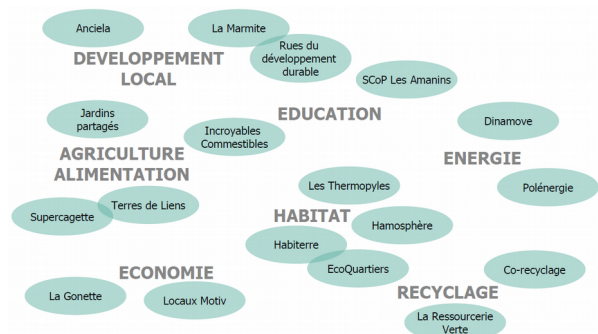 Anciela
La Marmite
DEVELOPPEMENT
LOCAL
Rues du
développement
durable
SCoP Les Amanins
Jardins
partagés
EDUCATION
Incroyables
Commestibles
Dinamove
AGRICULTURE
ALIMENTATION
ENERGIE
Les Thermopyles
Polénergie
Supercagette
Terres de Liens
HABITAT
Hamosphère
Habiterre
ECONOMIE
EcoQuartiers
Co-recyclage
La Gonette
Locaux Motiv
RECYCLAGE
La Ressourcerie
Verte